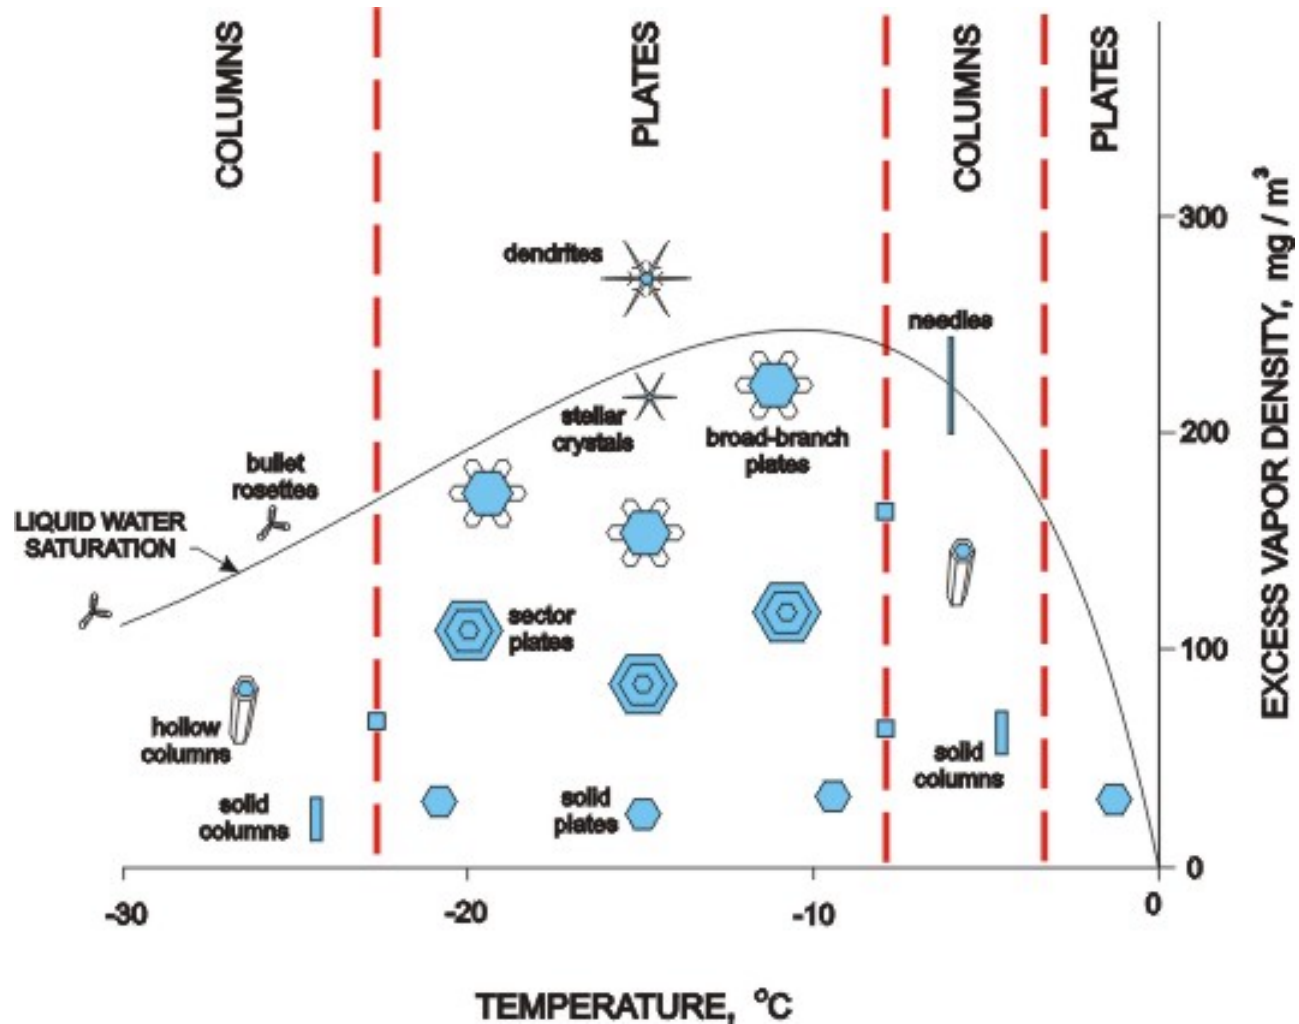 COLUMNS
PLATES
COLUMNS
PLATES
300
200
100
0
EXCESS VAPOR DENSITY, mg / m³
dendrites
needles
stellar
crystals
broad-branch
plates
bullet
rosettes
LIQUID WATER
SATURATION
sector
plates
hollow
columns
solid
columns
solid
columns
solid
plates
-30
-20
-10
0
TEMPERATURE, °C